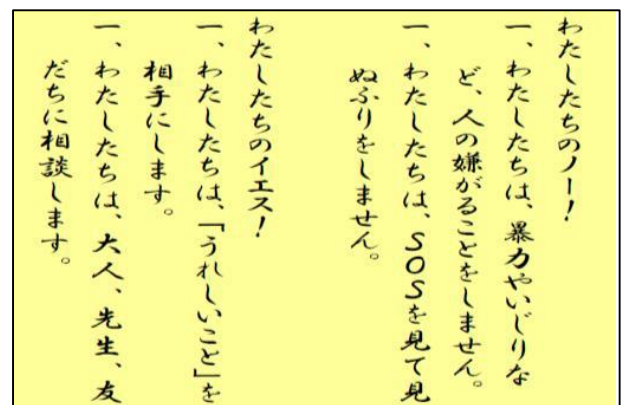 わたしたちのノー！
一、わたしたちは、暴力やいじりな
ど、人の嫌がることをしません。
一、わたしたちは、SOSを見て見
ぬふりをしません。
わたしたちのイエス！
一、わたしたちは、「うれしいこと」を
相手にします。
一、わたしたちは、大人、先生、友
だちに相談します。